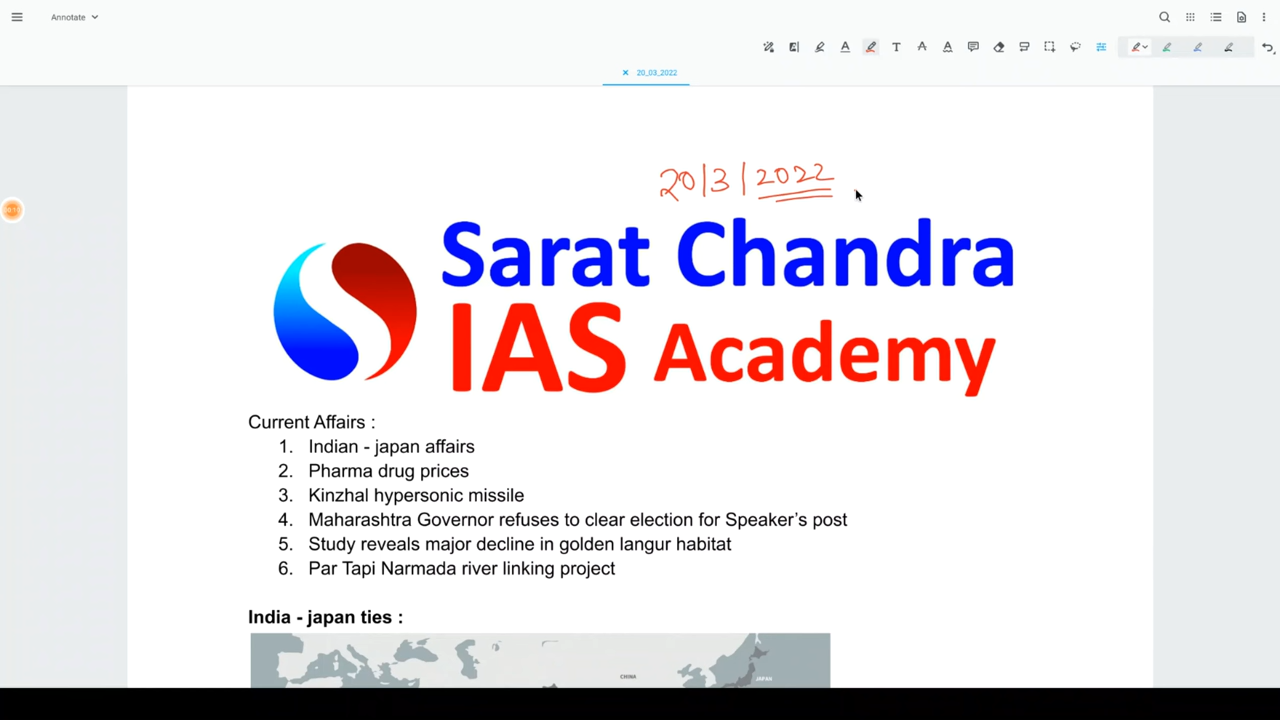 Annotate
20_03_2022
20/3/2022
Sarat Chandra
IAS Academy
Current Affairs :
1. Indian - japan affairs
2. Pharma drug prices
3. Kinzhal hypersonic missile
4. Maharashtra Governor refuses to clear election for Speaker's post
5. Study reveals major decline in golden langur habitat
6. Par Tapi Narmada river linking project
India - japan ties :
CHINA
JAPAN